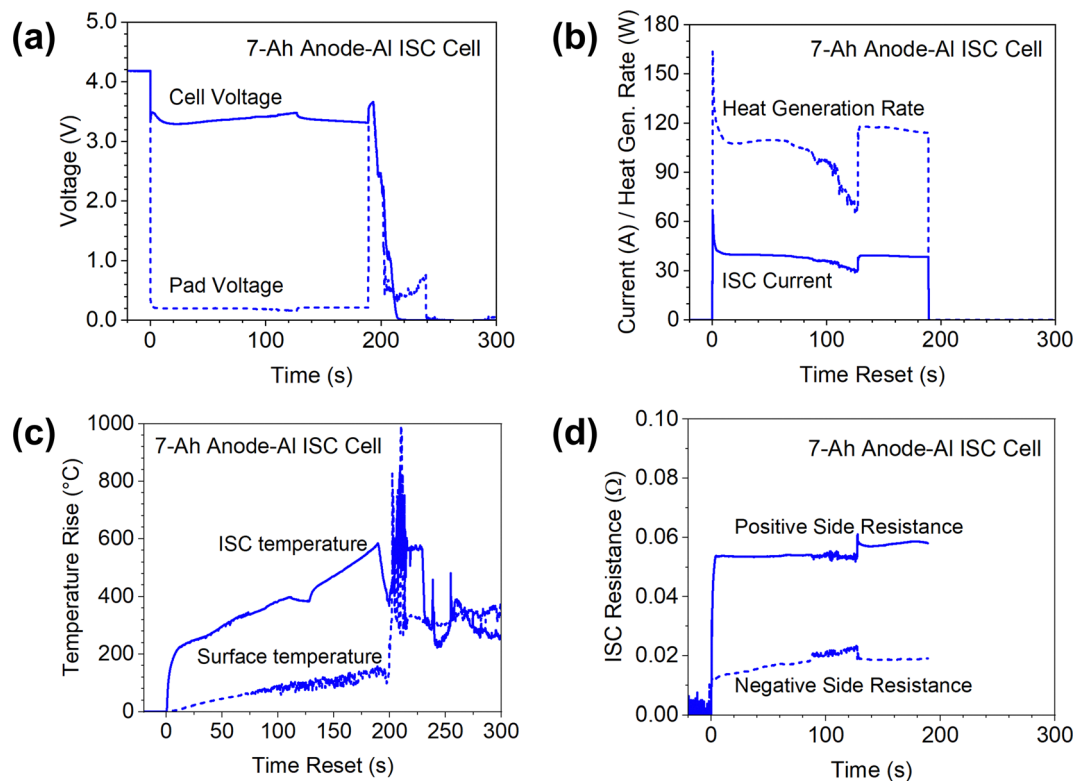 (a)
7-Ah Anode-Al ISC Cell
5.0
4.0
3.0
2.0
1.0
0.0
Voltage (V)
Cell Voltage
Pad Voltage
0
100
200
300
Time (s)
(b)
7-Ah Anode-Al ISC Cell
180
150
120
90
60
30
0
Current (A) / Heat Gen. Rate (W)
Heat Generation Rate
ISC Current
0
100
200
300
Time Reset (s)
(c)
7-Ah Anode-Al ISC Cell
1000
800
600
400
200
0
Temperature Rise (°C)
ISC temperature
Surface temperature
0
50
100
150
200
250
300
Time Reset (s)
(d)
7-Ah Anode-Al ISC Cell
0.10
0.08
0.06
0.04
0.02
0.00
ISC Resistance (Ω)
Positive Side Resistance
Negative Side Resistance
0
100
200
300
Time (s)